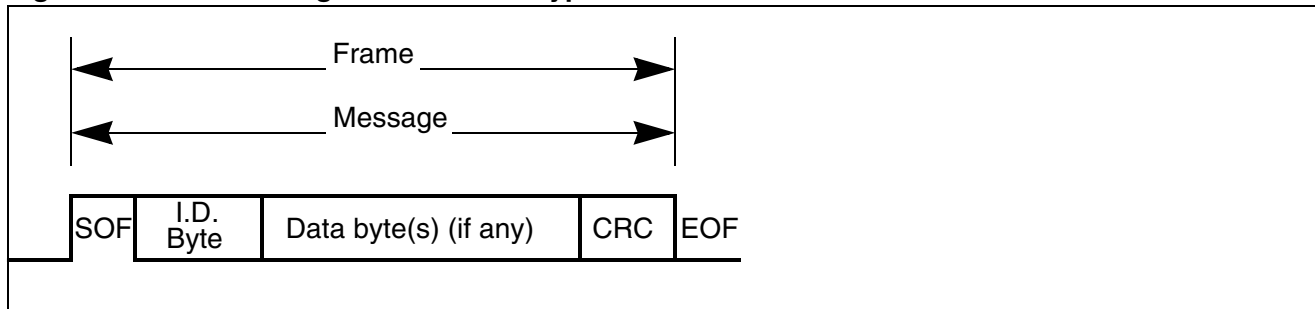 Frame
Message
SOF
I.D.
Byte
Data byte(s) (if any)
CRC
EOF